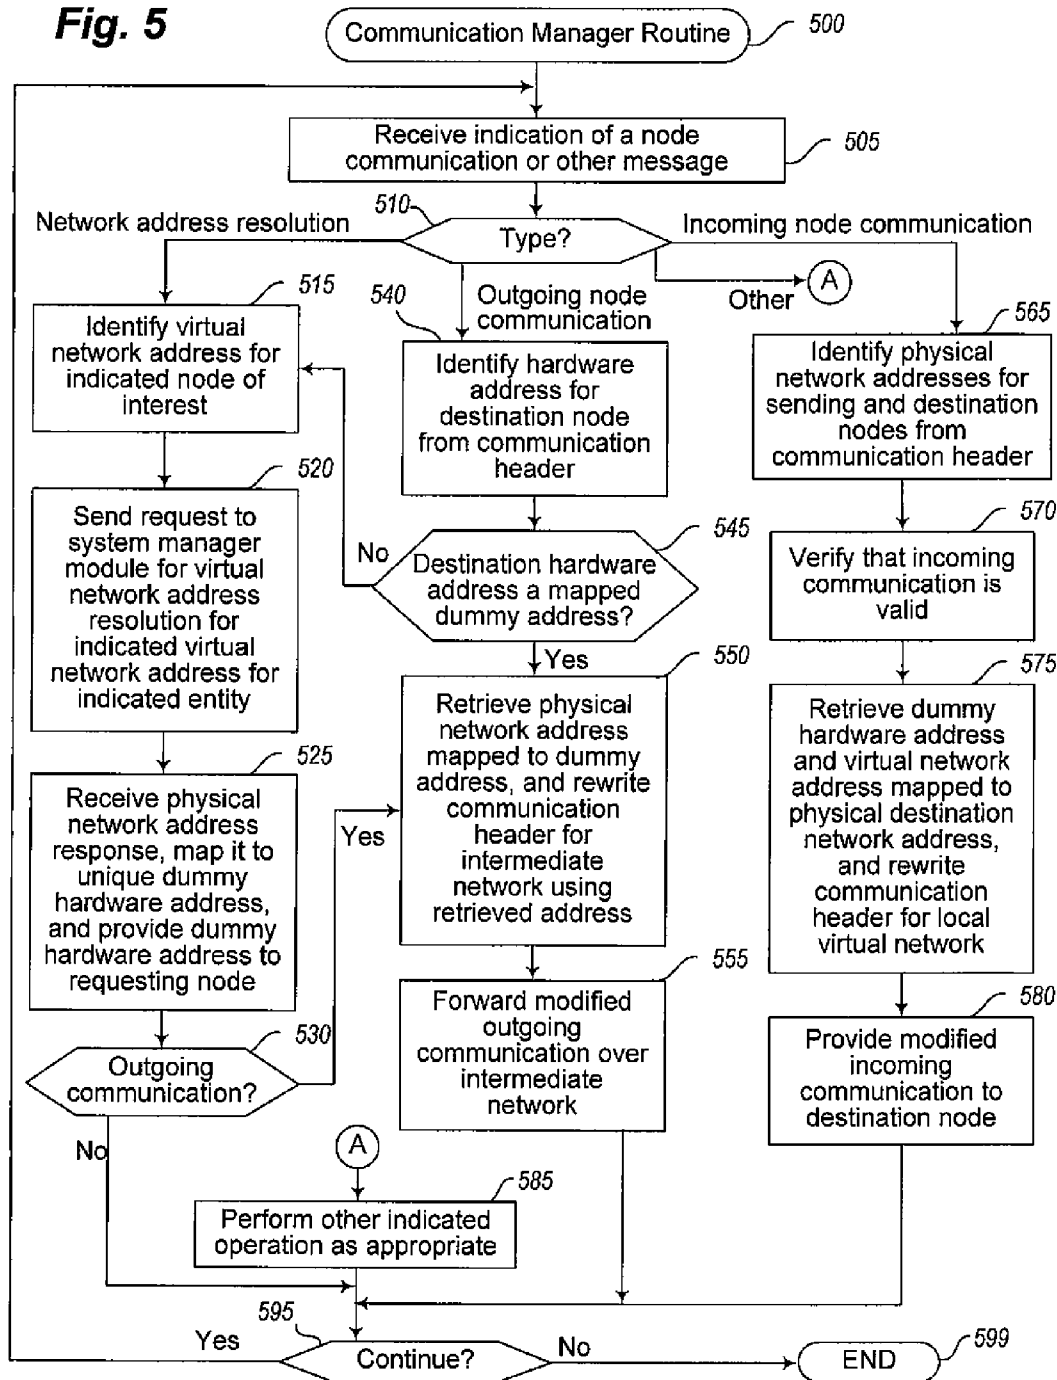 Fig. 5
Communication Manager Routine
500
Receive indication of a node
communication or other message
505
510
Type?
Network address resolution
Incoming node communication
Outgoing node
communication
Other
A
515
Identify virtual
network address for
indicated node of
interest
520
Send request to
system manager
module for virtual
network address
resolution for
indicated virtual
network address for
indicated entity
525
Receive physical
network address
response, map it to
unique dummy
hardware address,
and provide dummy
hardware address to
requesting node
530
Outgoing
communication?
Yes
No
540
Identify hardware
address for
destination node
from communication
header
545
Destination hardware
address a mapped
dummy address?
No
Yes
550
Retrieve physical
network address
mapped to dummy
address, and rewrite
communication
header for
intermediate
network using
retrieved address
555
Forward modified
outgoing
communication over
intermediate
network
565
Identify physical
network addresses for
sending and destination
nodes from
communication header
570
Verify that incoming
communication is
valid
575
Retrieve dummy
hardware address
and virtual network
address mapped to
physical destination
network address,
and rewrite
communication
header for local
virtual network
580
Provide modified
incoming
communication to
destination node
A
585
Perform other indicated
operation as appropriate
595
Continue?
Yes
No
END
599